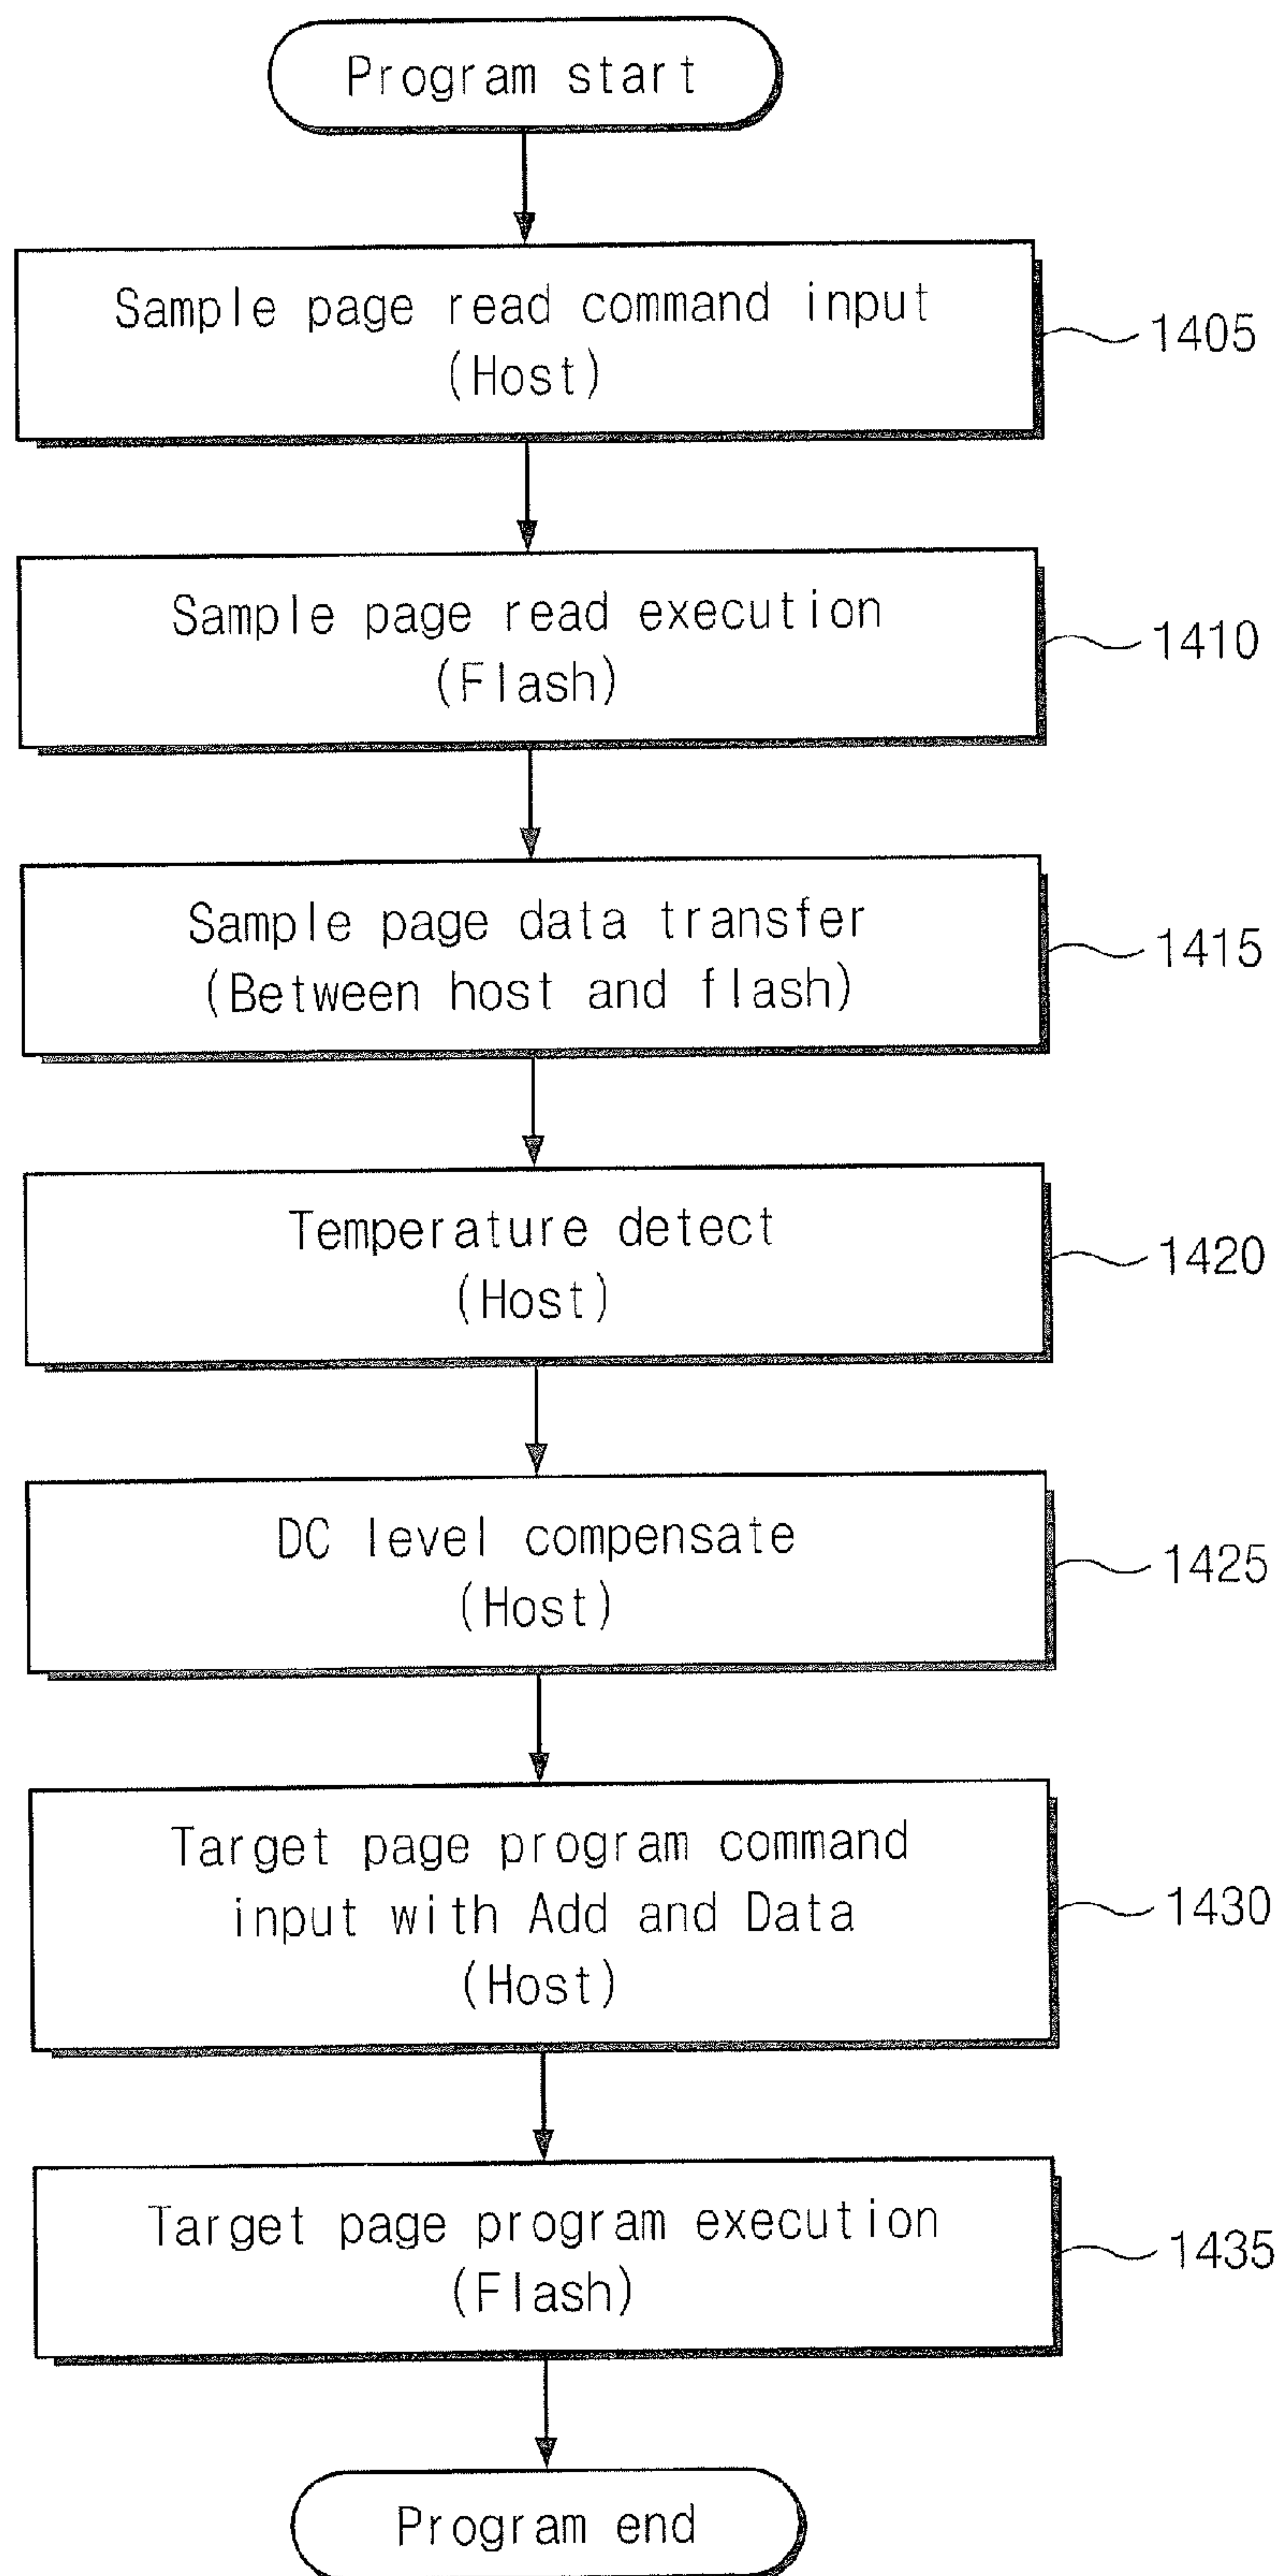 Program start
Sample page read command input
(Host)
1405
Sample page read execution
(Flash)
1410
Sample page data transfer
(Between host and flash)
1415
Temperature detect
(Host)
1420
DC level compensate
(Host)
1425
Target page program command
input with Add and Data
(Host)
1430
Target page program execution
(Flash)
1435
Program end